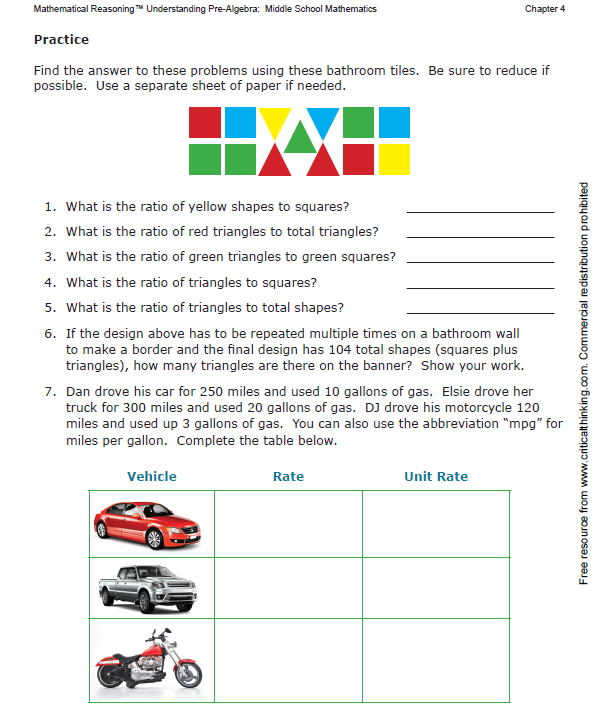 Mathematical Reasoning™ Understanding Pre-Algebra: Middle School Mathematics
Chapter 4
Practice
Find the answer to these problems using these bathroom tiles. Be sure to reduce if
possible. Use a separate sheet of paper if needed.
1. What is the ratio of yellow shapes to squares?
2. What is the ratio of red triangles to total triangles?
3. What is the ratio of green triangles to green squares?
4. What is the ratio of triangles to squares?
5. What is the ratio of triangles to total shapes?
6. If the design above has to be repeated multiple times on a bathroom wall
to make a border and the final design has 104 total shapes (squares plus
triangles), how many triangles are there on the banner? Show your work.
7. Dan drove his car for 250 miles and used 10 gallons of gas. Elsie drove her
truck for 300 miles and used 20 gallons of gas. DJ drove his motorcycle 120
miles and used up 3 gallons of gas. You can also use the abbreviation “mpg” for
miles per gallon. Complete the table below.
Vehicle Rate Unit Rate
Free resource from www.criticalthinking.com. Commercial redistribution prohibited